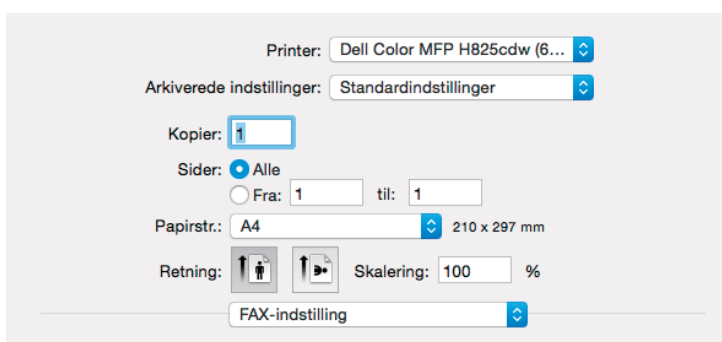 Printer: Dell Color MFP H825cdw (6...
Arkiverede indstillinger: Standardindstillinger
Kopier: 1
Sider: Alle
Fra: 1 til: 1
Papirstr.: A4 210 x 297 mm
Retning: Skalering: 100 %
FAX-indstilling